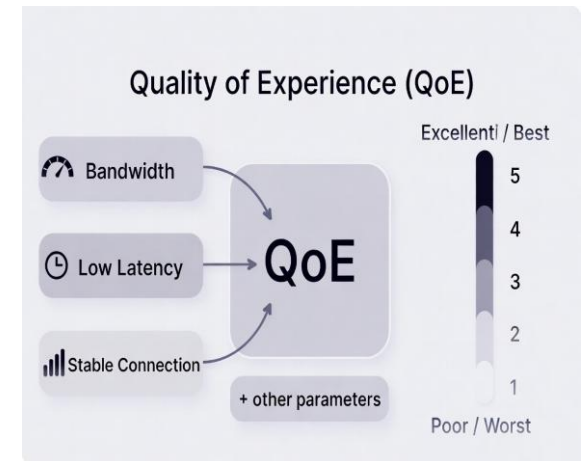 Quality of Experience (QoE)
Bandwidth
Low Latency
Stable Connection
QoE
+ other parameters
Excellenti / Best
5
4
3
2
1
Poor / Worst